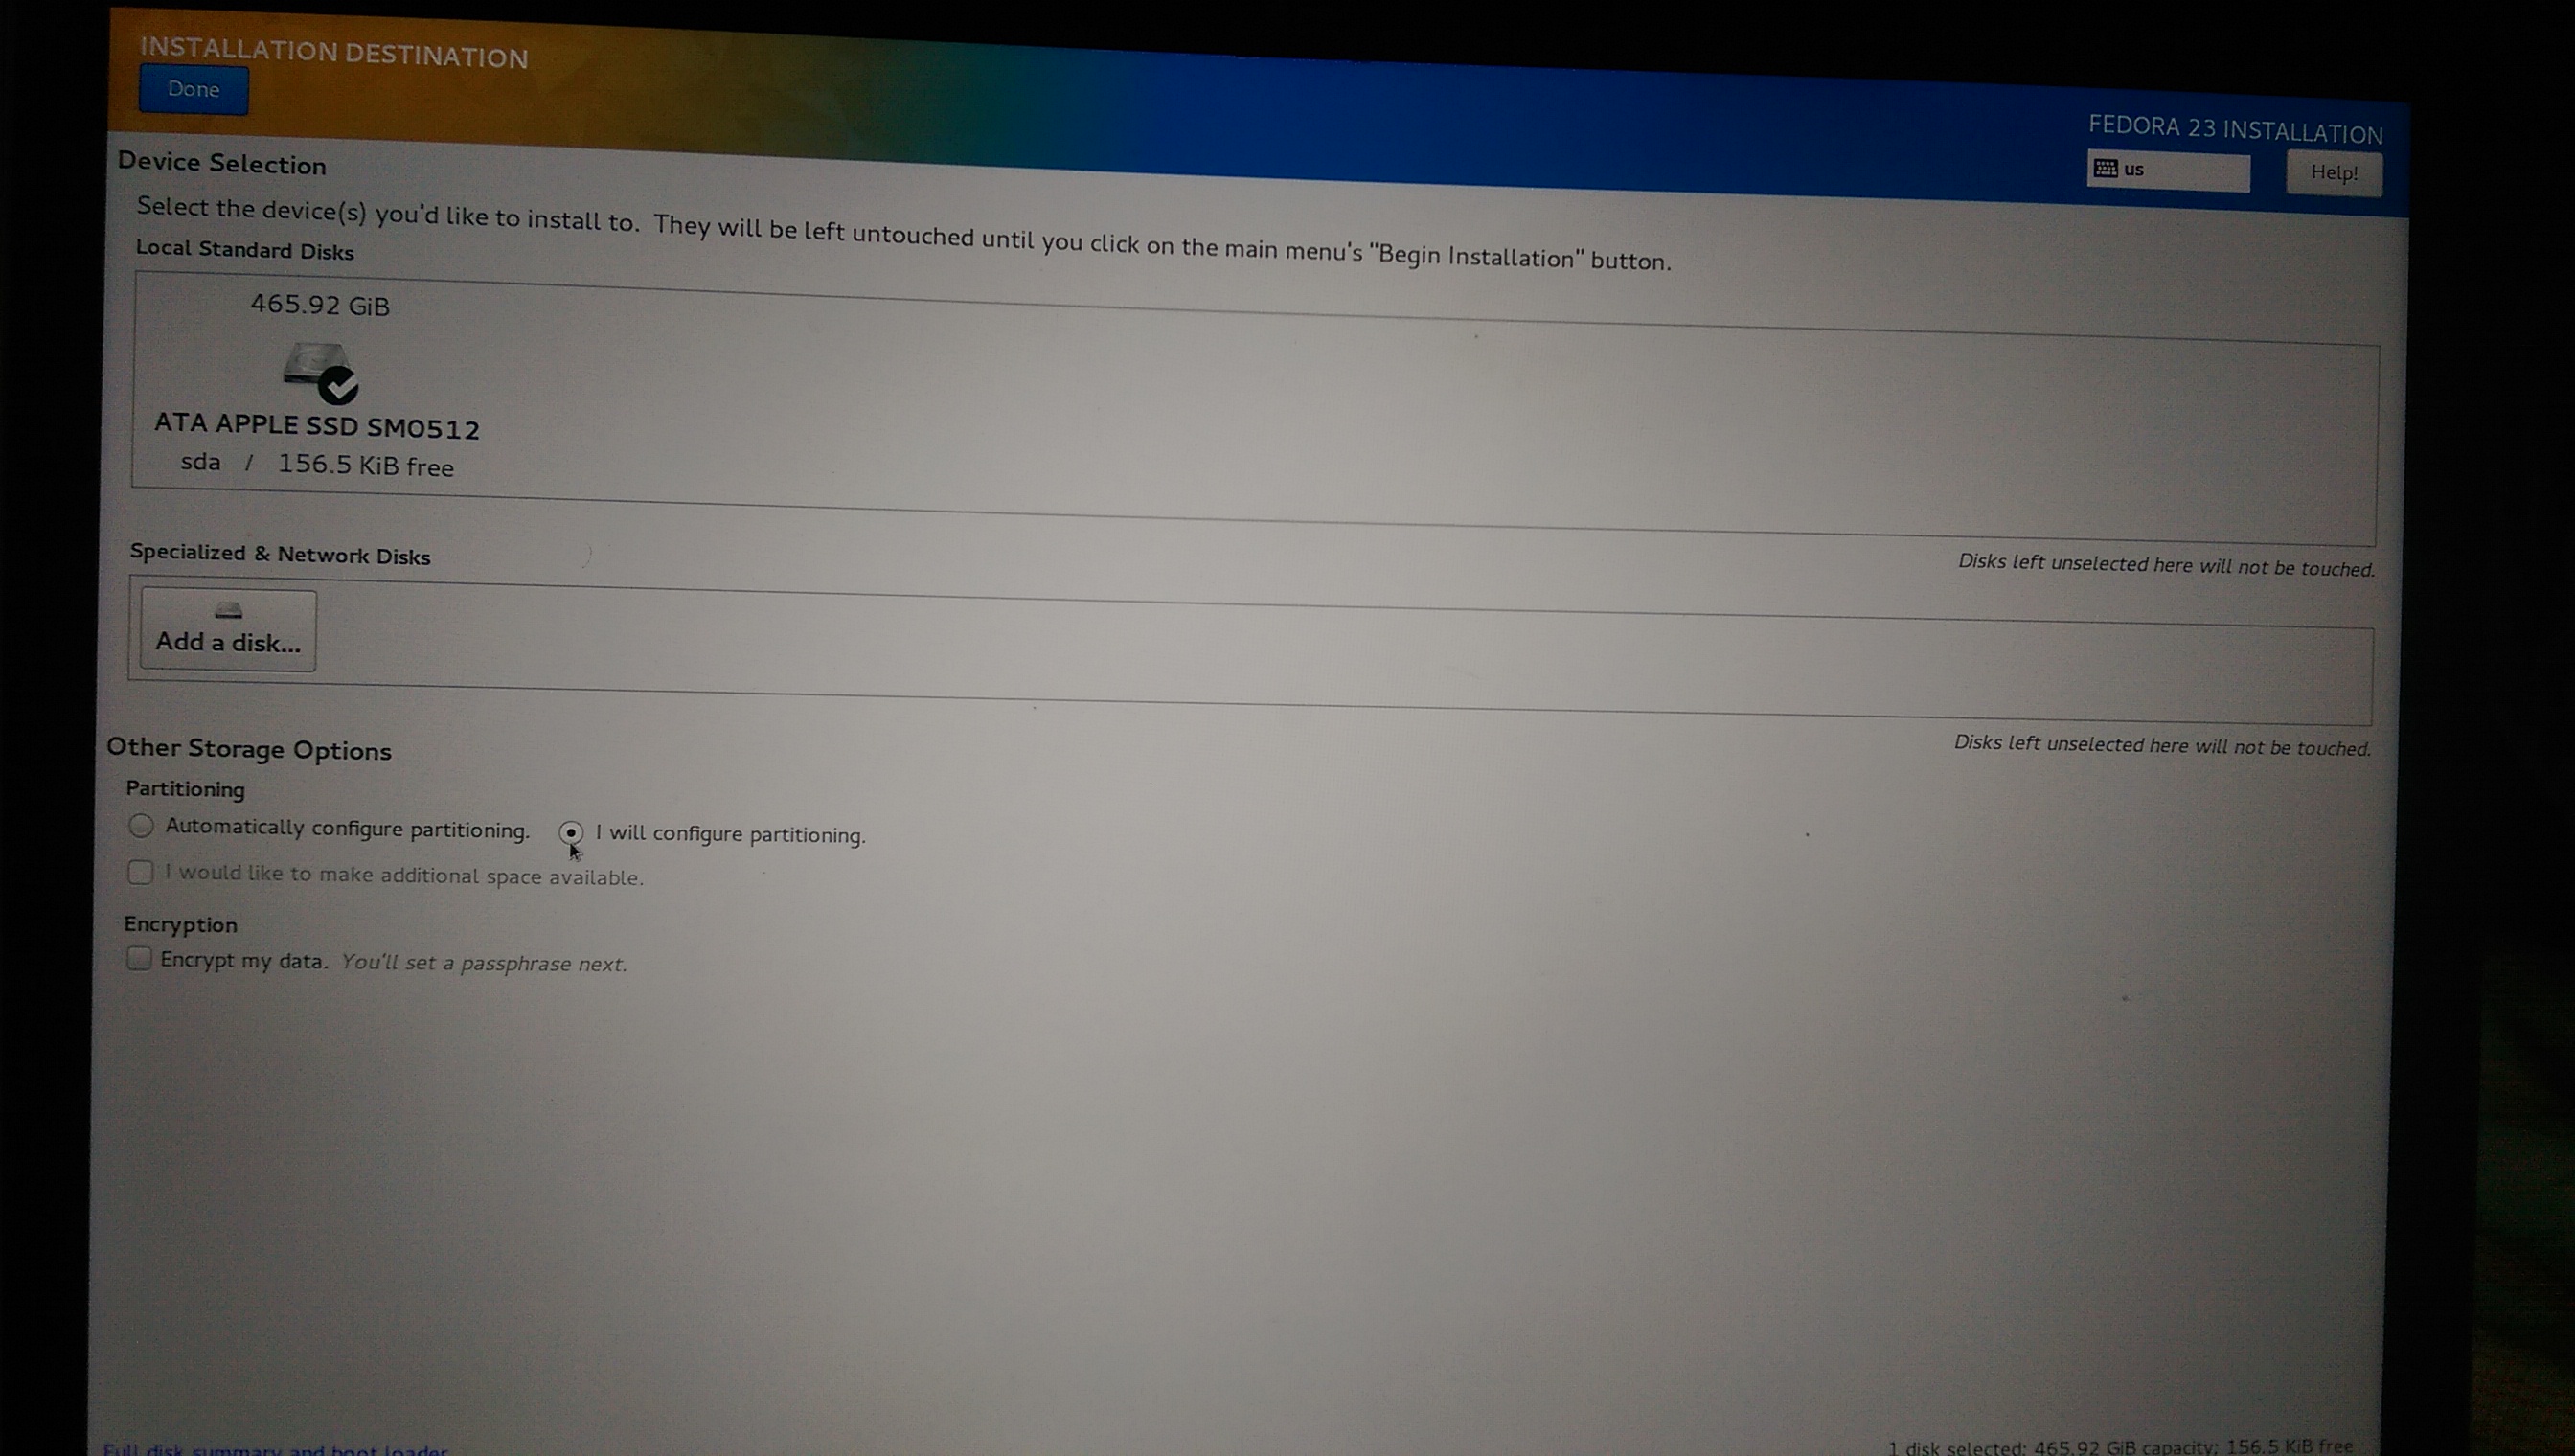 INSTALLATION DESTINATION
Done
FEDORA 23 INSTALLATION
us
Help!
Device Selection
Select the device(s) you'd like to install to. They will be left untouched until you click on the main menu's "Begin Installation" button.
Local Standard Disks
465.92 GiB
ATA APPLE SSD SM0512
sda / 156.5 KiB free
Disks left unselected here will not be touched.
Specialized & Network Disks
Add a disk...
Disks left unselected here will not be touched.
Other Storage Options
Partitioning
Automatically configure partitioning. I will configure partitioning.
I would like to make additional space available.
Encryption
Encrypt my data. You'll set a passphrase next.
Full disk summary and boot loader
1 disk selected; 465.92 GiB capacity; 156.5 KiB free